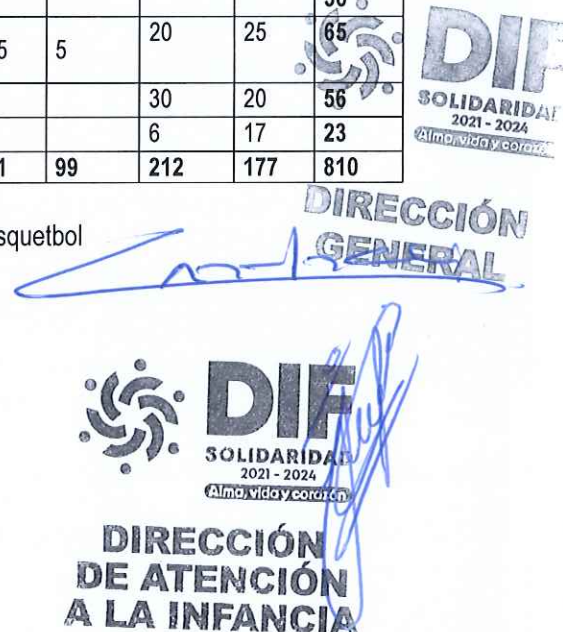 5 5 20 25 65
30 20 56
6 17 23
1 99 212 177 810
DIF
SOLIDARIDAD
2021 - 2024
Alma, vida y corazón
DIRECCIÓN
GENERAL
squetbol
DIF
SOLIDARIDAD
2021 - 2024
Alma, vida y corazón
DIRECCIÓN
DE ATENCIÓN
A LA INFANCIA